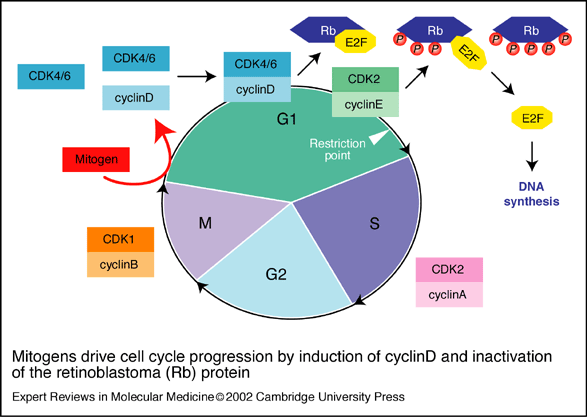 Rb
E2F
Rb
P
P
P
P
E2F
Rb
P
P
P
P
P
P
CDK4/6
CDK4/6
cyclinD
CDK4/6
cyclinD
CDK2
cyclinE
E2F
G1
Restriction
point
Mitogen
DNA
synthesis
M
S
G2
CDK1
cyclinB
CDK2
cyclinA
Mitogens drive cell cycle progression by induction of cyclinD and inactivation
of the retinoblastoma (Rb) protein
Expert Reviews in Molecular Medicine©2002 Cambridge University Press